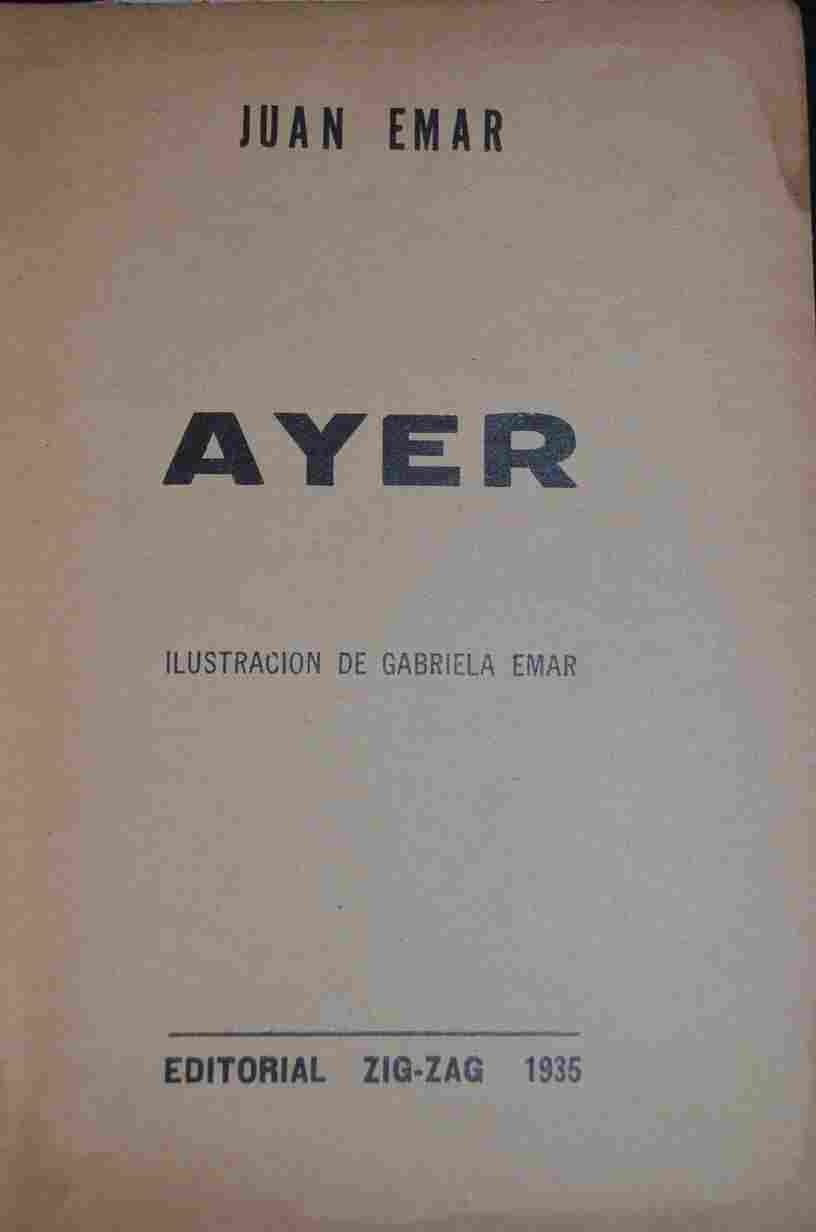 JUAN EMAR
AYER
ILUSTRACION DE GABRIELA EMAR
EDITORIAL ZIG-ZAG 1935